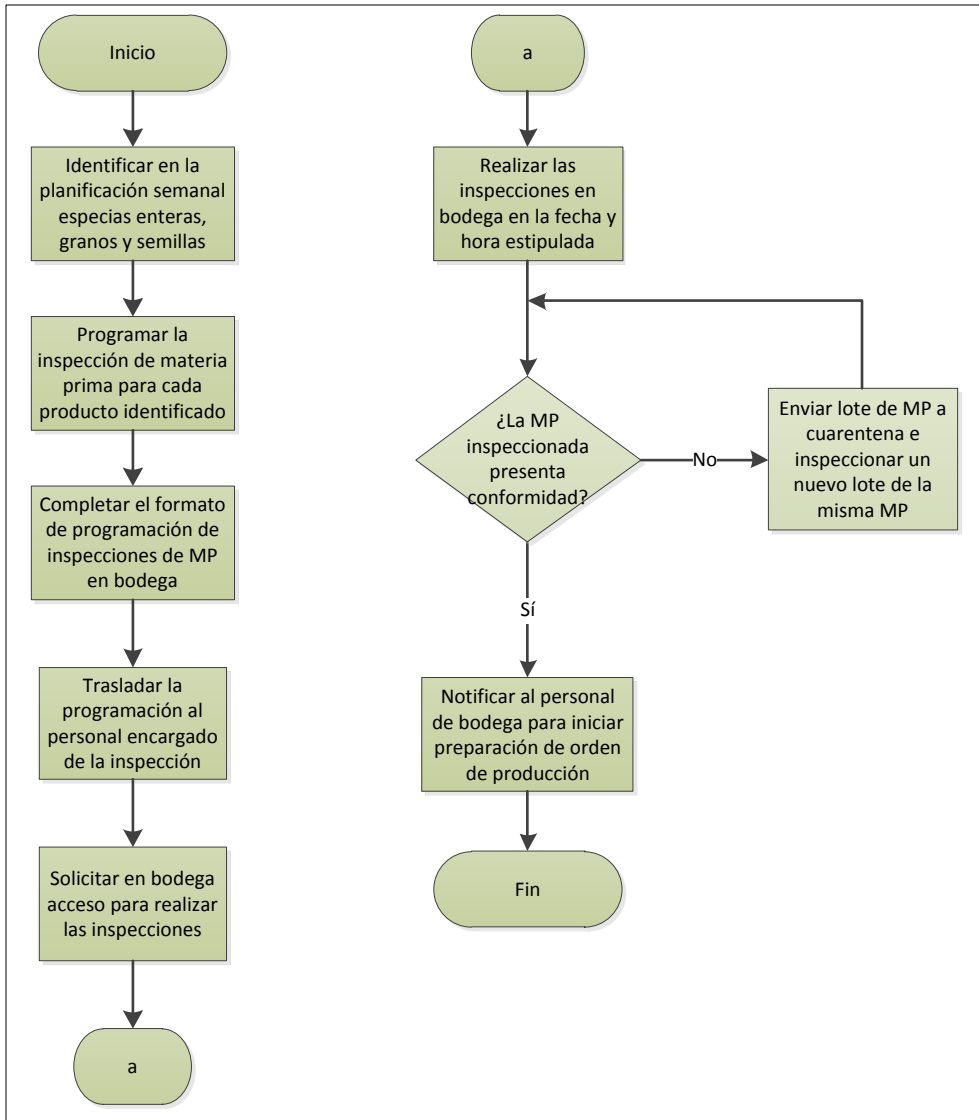 Inicio
Identificar en la
planificación semanal
especias enteras,
granos y semillas
Programar la
inspección de materia
prima para cada
producto identificado
Completar el formato
de programación de
inspecciones de MP
en bodega
Trasladar la
programación al
personal encargado
de la inspección
Solicitar en bodega
acceso para realizar
las inspecciones
a
a
Realizar las
inspecciones en
bodega en la fecha y
hora estipulada
¿La MP
inspeccionada
presenta
conformidad?
No
Enviar lote de MP a
cuarentena e
inspeccionar un
nuevo lote de la
misma MP
Sí
Notificar al personal
de bodega para iniciar
preparación de orden
de producción
Fin